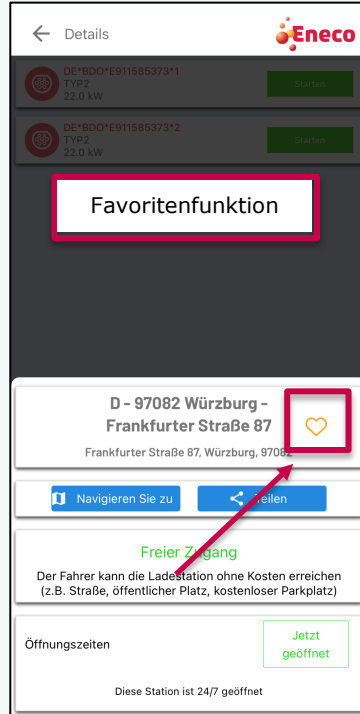 Details
Eneco
DE*BDO*E911585373*1
TYP2
22.0 kW
Starten
DE*BDO*E911585373*2
TYP2
22.0 kW
Starten
Favoritenfunktion
D - 97082 Würzburg -
Frankfurter Straße 87
Frankfurter Straße 87, Würzburg, 97082
Navigieren Sie zu
Teilen
Freier Zugang
Der Fahrer kann die Ladestation ohne Kosten erreichen
(z.B. Straße, öffentlicher Platz, kostenloser Parkplatz)
Öffnungszeiten
Jetzt
geöffnet
Diese Station ist 24/7 geöffnet